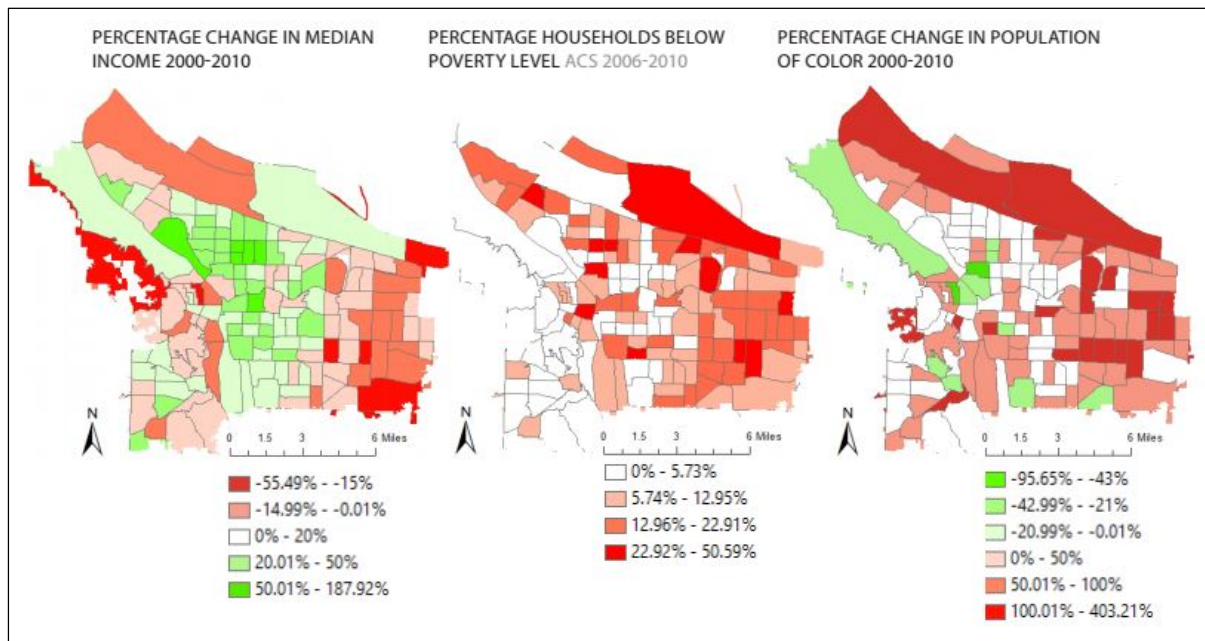 PERCENTAGE CHANGE IN MEDIAN
INCOME 2000-2010
PERCENTAGE HOUSEHOLDS BELOW
POVERTY LEVEL ACS 2006-2010
PERCENTAGE CHANGE IN POPULATION
OF COLOR 2000-2010
N
0 1.5 3 6 Miles
-55.49% - -15%
-14.99% - -0.01%
0% - 20%
20.01% - 50%
50.01% - 187.92%
N
0 1.5 3 6 Miles
0% - 5.73%
5.74% - 12.95%
12.96% - 22.91%
22.92% - 50.59%
N
0 1.5 3 6 Miles
-95.65% - -43%
-42.99% - -21%
-20.99% - -0.01%
0% - 50%
50.01% - 100%
100.01% - 403.21%